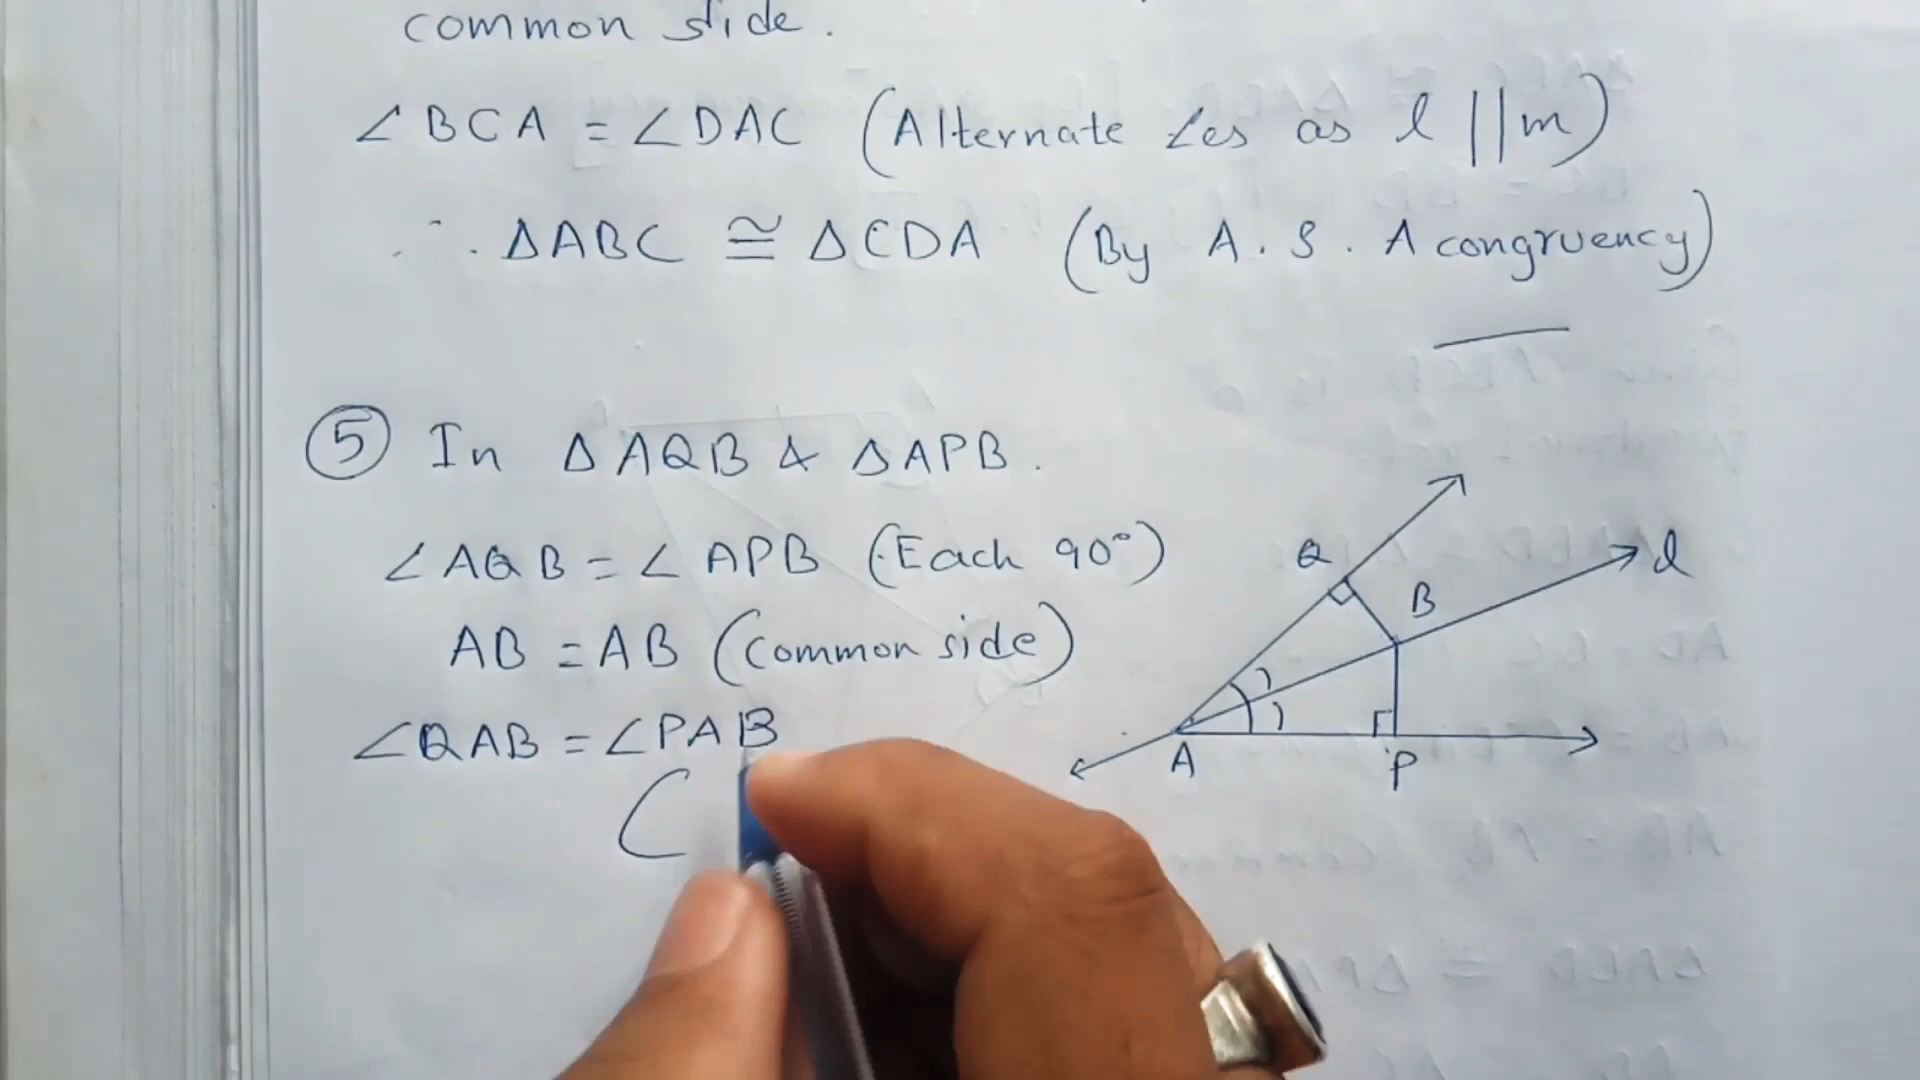 common side.
∠BCA = ∠DAC (Alternate ∠es as l || m)
∴ ΔABC ≅ ΔCDA (By A.S.A congruency)
⑤ In ΔAQB & ΔAPB.
∠AQB = ∠APB (Each 90°)
AB = AB (Common side)
∠QAB = ∠PAB
(
Q
B
l
A
P